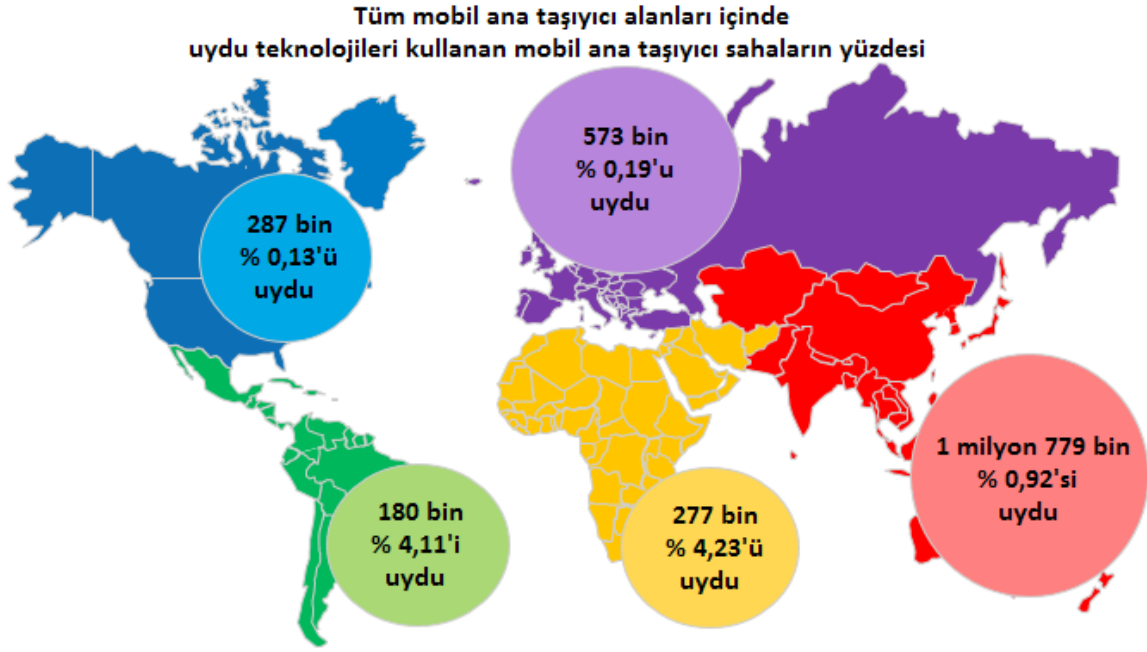 Tüm mobil ana taşıyıcı alanları içinde
uydu teknolojileri kullanan mobil ana taşıyıcı sahaların yüzdesi
573 bin
% 0,19'u
uydu
287 bin
% 0,13'ü
uydu
1 milyon 779 bin
% 0,92'si
uydu
180 bin
% 4,11'i
uydu
277 bin
% 4,23'ü
uydu